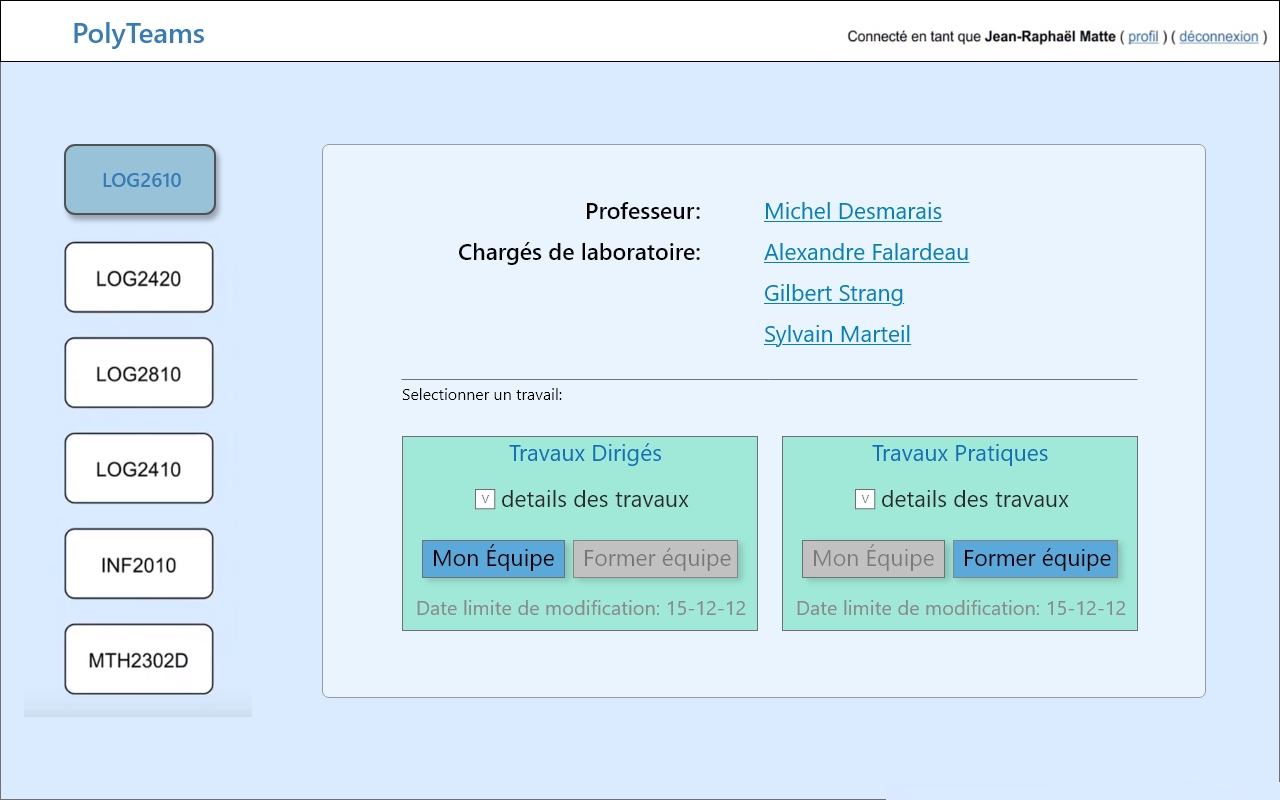 PolyTeams
Connecté en tant que Jean-Raphaël Matte ( profil ) ( déconnexion )
LOG2610
LOG2420
LOG2810
LOG2410
INF2010
MTH2302D
Professeur: Michel Desmarais
Chargés de laboratoire: Alexandre Falardeau
Gilbert Strang
Sylvain Marteil
Selectionner un travail:
Travaux Dirigés
V details des travaux
Mon Équipe Former équipe
Date limite de modification: 15-12-12
Travaux Pratiques
V details des travaux
Mon Équipe Former équipe
Date limite de modification: 15-12-12